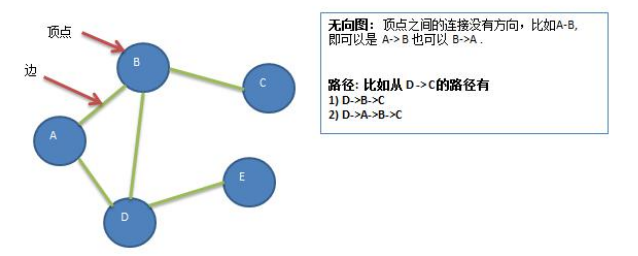 顶点
边
B
C
A
E
D
无向图：顶点之间的连接没有方向，比如A-B,
即可以是 A-> B 也可以 B->A .
路径: 比如从 D -> C的路径有
1) D->B->C
2) D->A->B->C